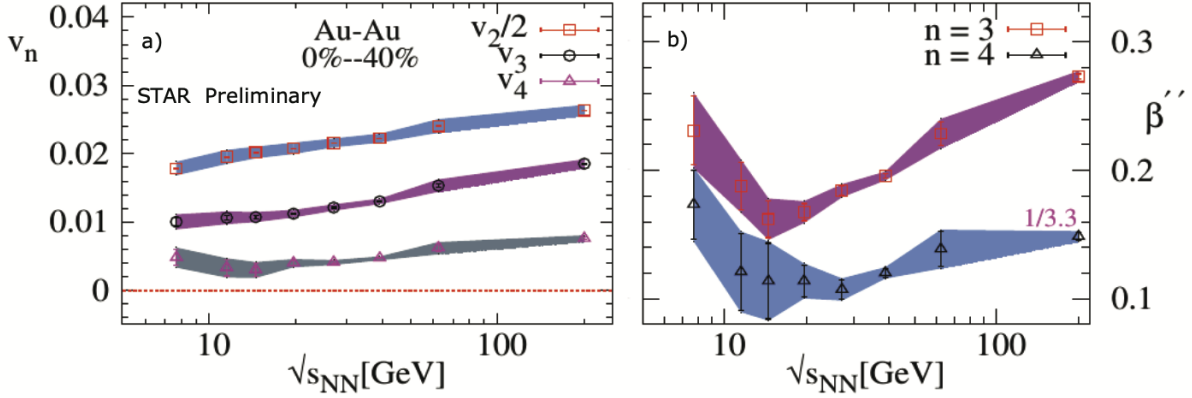 0.04
0.03
0.02
0.01
0
v_n
a)
Au-Au
0%--40%
v_2/2
v_3
v_4
STAR Preliminary
10
100
√s_NN[GeV]
b)
n = 3
n = 4
0.3
0.2
0.1
β′′
1/3.3
10
100
√s_NN[GeV]